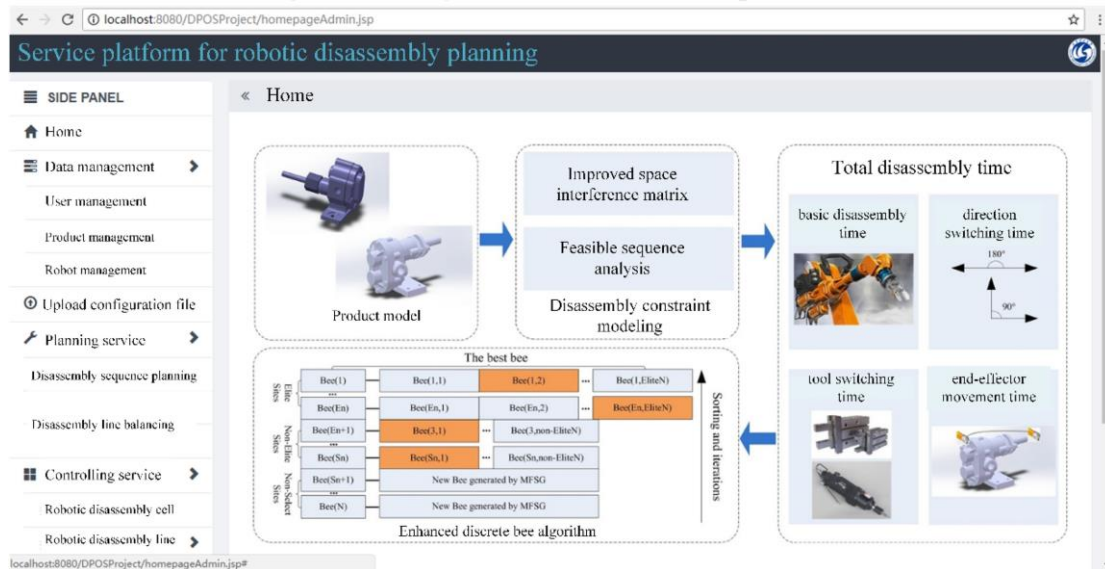 localhost:8080/DPOSProject/homepageAdmin.jsp
Service platform for robotic disassembly planning
SIDE PANEL
Home
Data management
User management
Product management
Robot management
Upload configuration file
Planning service
Disassembly sequence planning
Disassembly line balancing
Controlling service
Robotic disassembly cell
Robotic disassembly line
« Home
Product model
Improved space
interference matrix
Feasible sequence
analysis
Disassembly constraint
modeling
Total disassembly time
basic disassembly
time
direction
switching time
180°
90°
tool switching
time
end-effector
movement time
The best bee
Elite
Sites
Bee(1) Bee(1,1) Bee(1,2) ... Bee(1,EliteN)
...
Bee(En) Bee(En,1) Bee(En,2) ... Bee(En,EliteN)
Non-Elite
Sites
Bee(En+1) Bee(3,1) ... Bee(3,non-EliteN)
...
Bee(Sn) Bee(Sn,1) ... Bee(Sn,non-EliteN)
Non-Select
Sites
Bee(Sn+1) New Bee generated by MFSG
...
Bee(N) New Bee generated by MFSG
Sorting and iterations
Enhanced discrete bee algorithm
localhost:8080/DPOSProject/homepageAdmin.jsp#